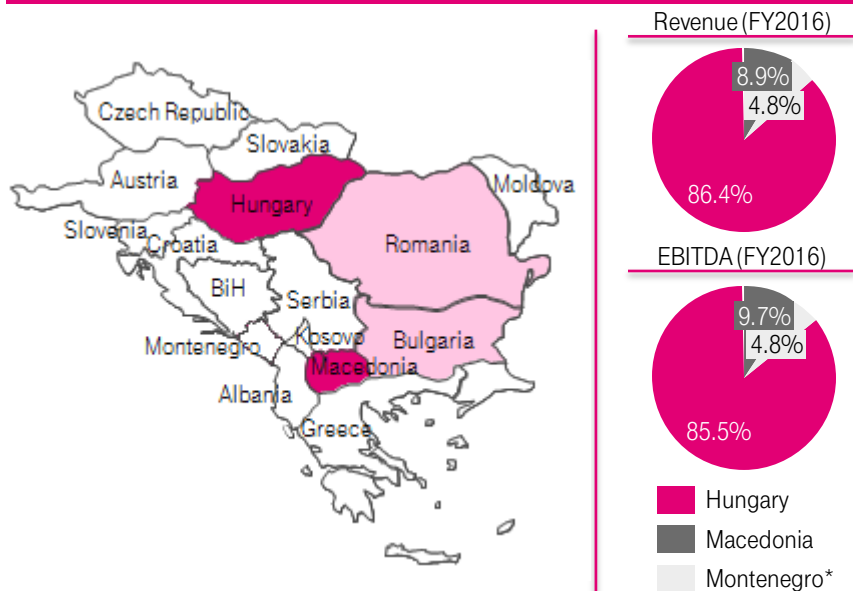 Czech Republic
Slovakia
Austria
Moldova
Hungary
Slovenia
Croatia
Romania
BiH
Serbia
Kosovo
Bulgaria
Montenegro
Macedonia
Albania
Greece
Revenue (FY2016)
8.9%
4.8%
86.4%
EBITDA (FY2016)
9.7%
4.8%
85.5%
Hungary
Macedonia
Montenegro*